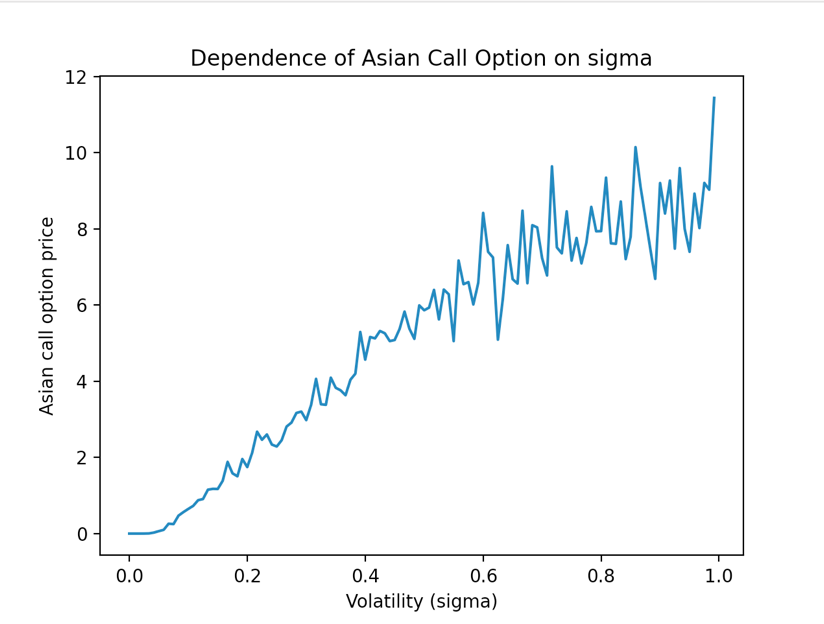 Dependence of Asian Call Option on sigma
12
10
8
6
4
2
0
Asian call option price
0.0 0.2 0.4 0.6 0.8 1.0
Volatility (sigma)